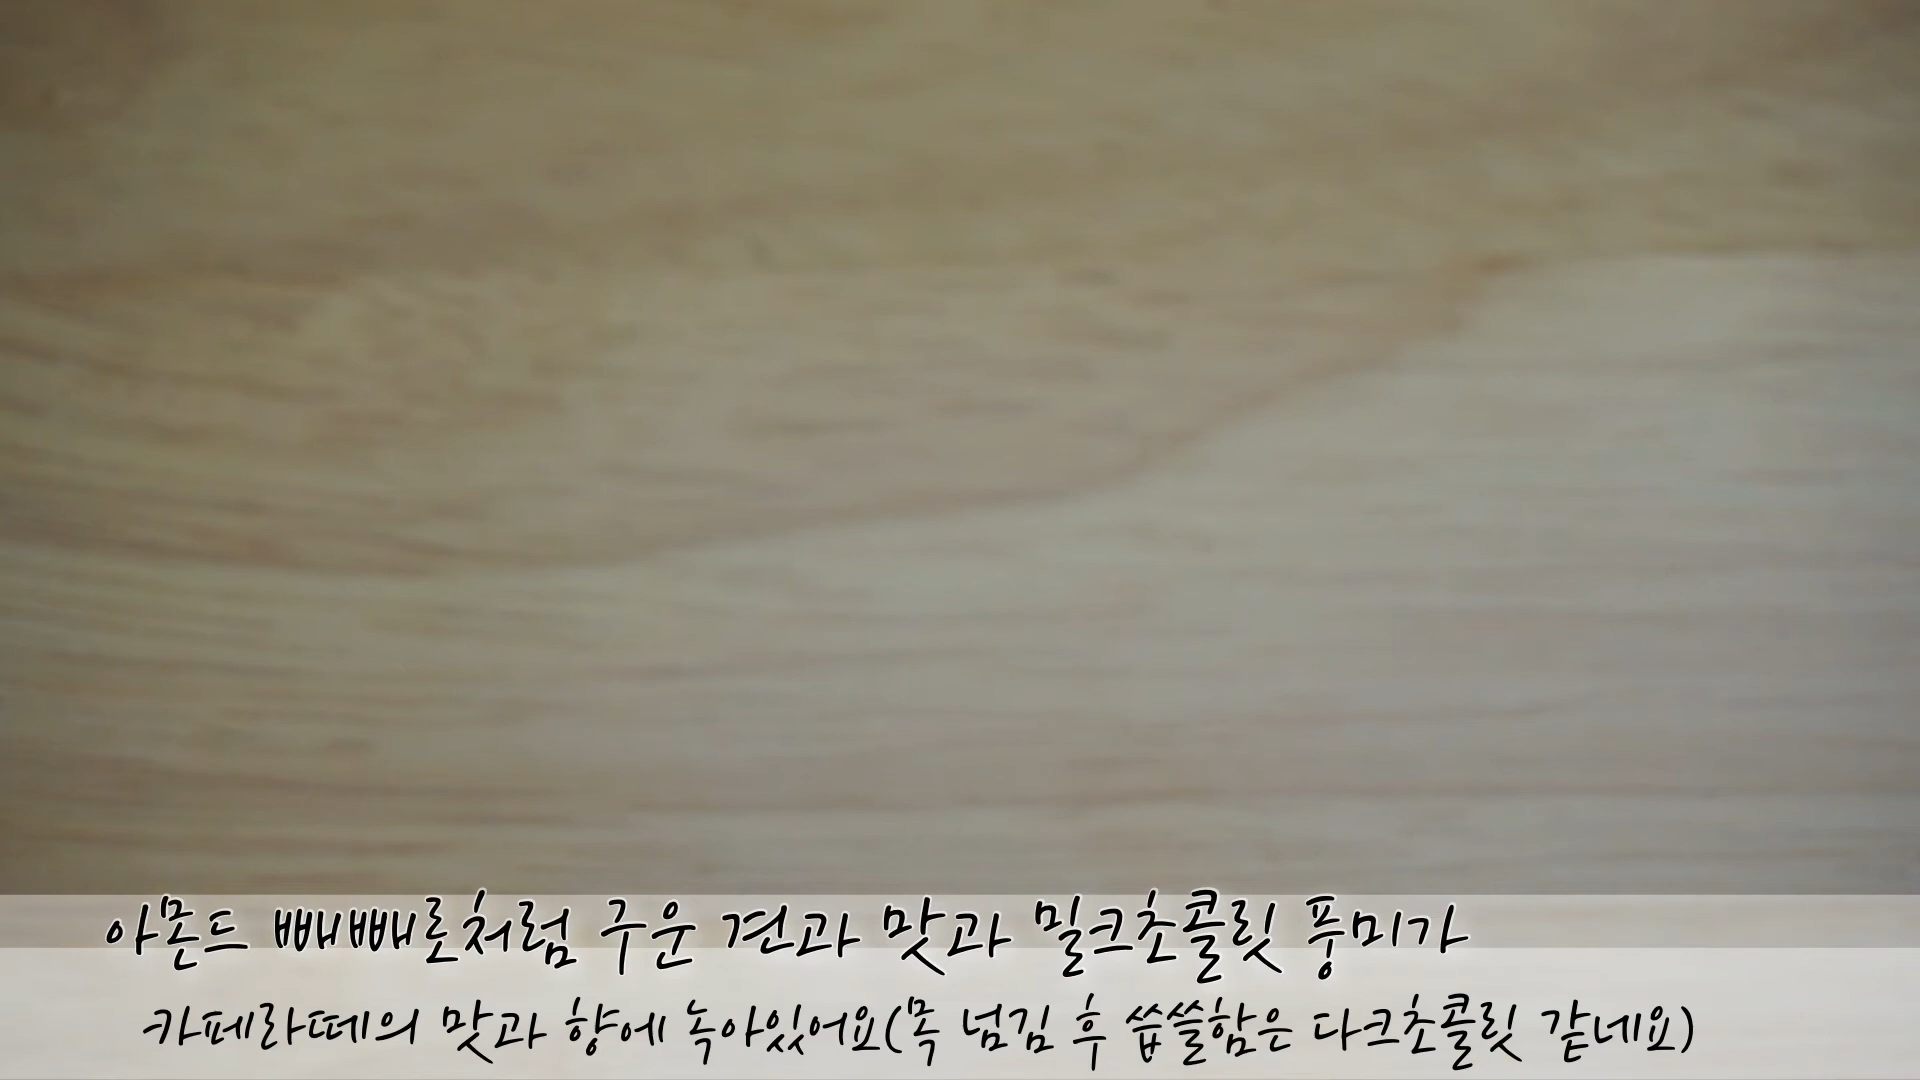 아몬드 빼빼로처럼 구운 견과 맛과 밀크초콜릿 풍미가
카페라떼의 맛과 향에 녹아있어요(목 넘김 후 씁쓸함은 다크초콜릿 같네요)